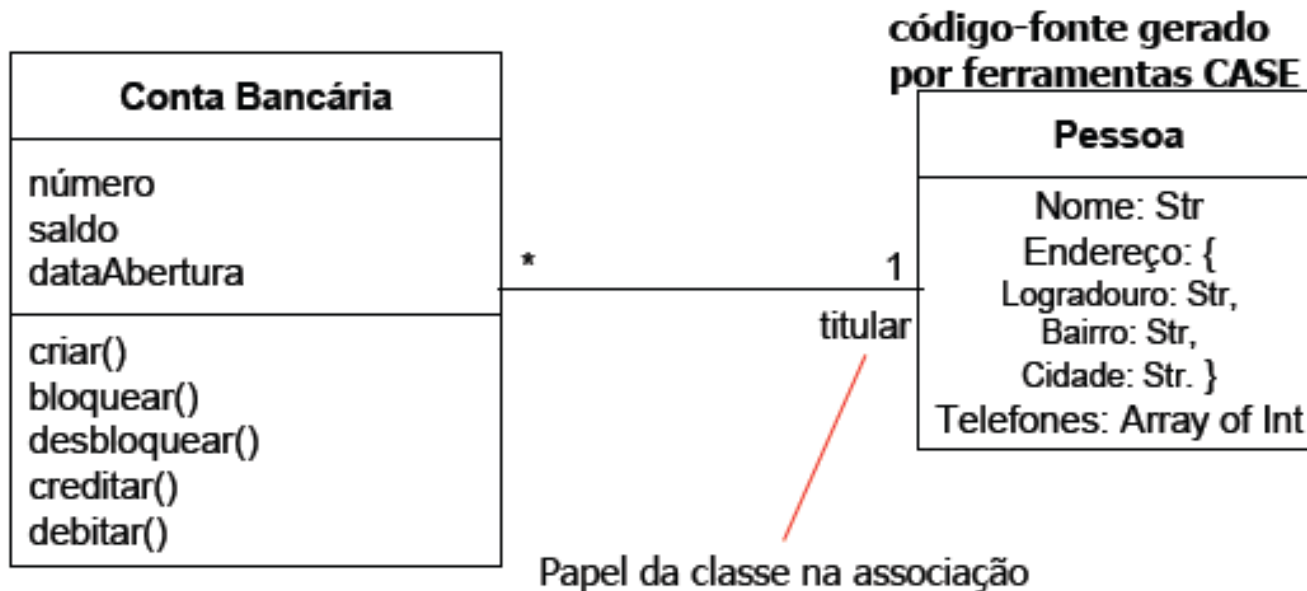 código-fonte gerado
por ferramentas CASE
Conta Bancária
número
saldo
dataAbertura
criar()
bloquear()
desbloquear()
creditar()
debitar()
*
1
titular
Pessoa
Nome: Str
Endereço: {
Logradouro: Str,
Bairro: Str,
Cidade: Str. }
Telefones: Array of Int
Papel da classe na associação